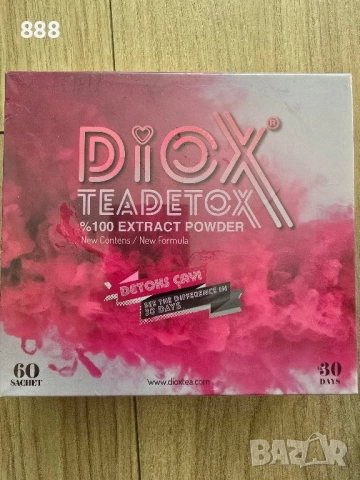 888
DiOX®
TEADETOX
%100 EXTRACT POWDER
New Contens / New Formula
DETOKS ÇAYI
SEE THE DIFFERENCE IN
30 DAYS
60
SACHET
www.dioxtea.com
30
DAYS
BAZAR